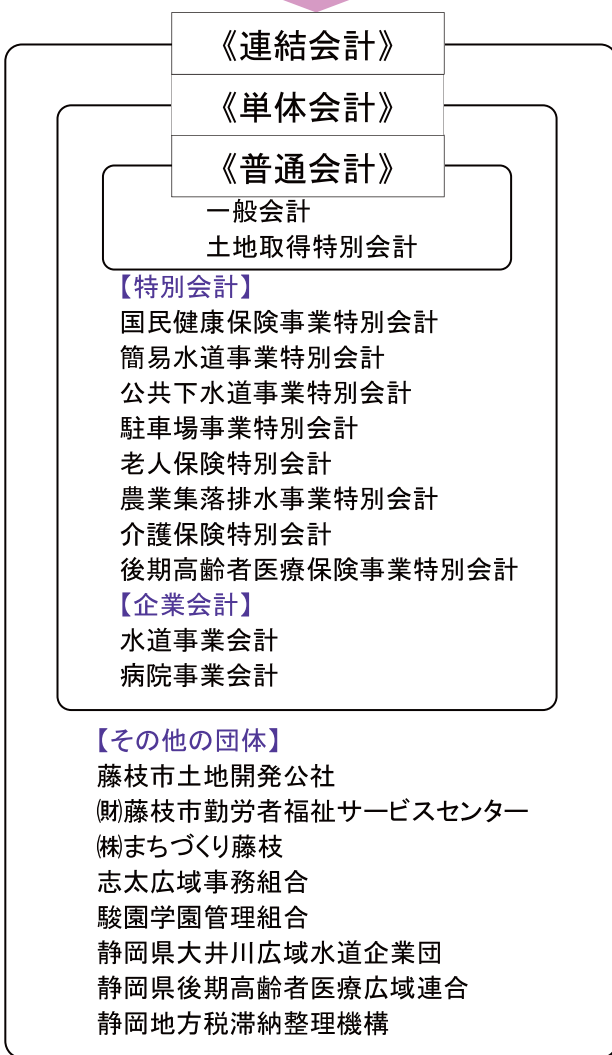 《連結会計》
《単体会計》
《普通会計》
一般会計
土地取得特別会計
【特別会計】
国民健康保険事業特別会計
簡易水道事業特別会計
公共下水道事業特別会計
駐車場事業特別会計
老人保険特別会計
農業集落排水事業特別会計
介護保険特別会計
後期高齢者医療保険事業特別会計
【企業会計】
水道事業会計
病院事業会計
【その他の団体】
藤枝市土地開発公社
㈶藤枝市勤労者福祉サービスセンター
㈱まちづくり藤枝
志太広域事務組合
駿園学園管理組合
静岡県大井川広域水道企業団
静岡県後期高齢者医療広域連合
静岡地方税滞納整理機構